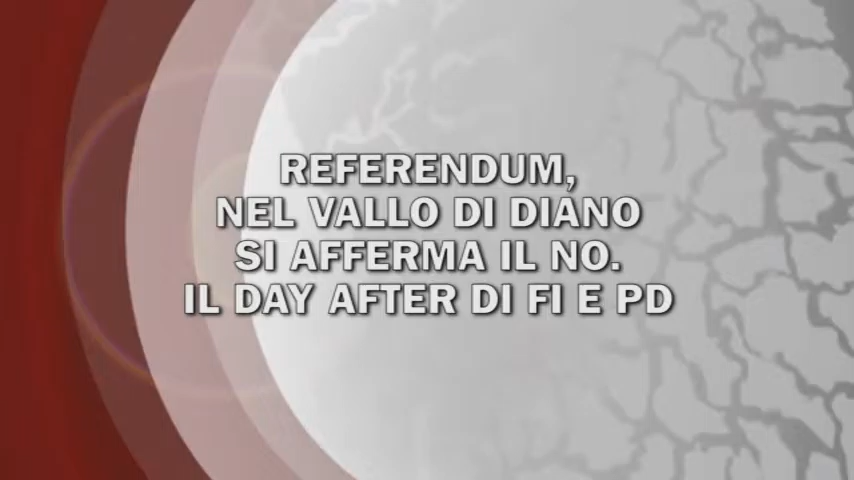 REFERENDUM,
NEL VALLO DI DIANO
SI AFFERMA IL NO.
IL DAY AFTER DI FI E PD